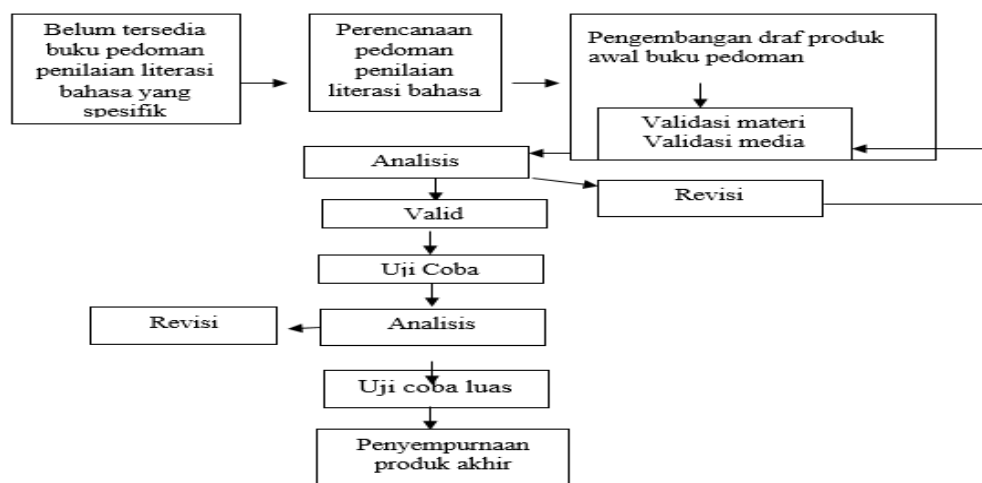 Belum tersedia
buku pedoman
penilaian literasi
bahasa yang
spesifik
Perencanaan
pedoman
penilaian
literasi bahasa
Pengembangan draf produk
awal buku pedoman
Validasi materi
Validasi media
Analisis
Revisi
Valid
Uji Coba
Revisi
Analisis
Uji coba luas
Penyempurnaan
produk akhir